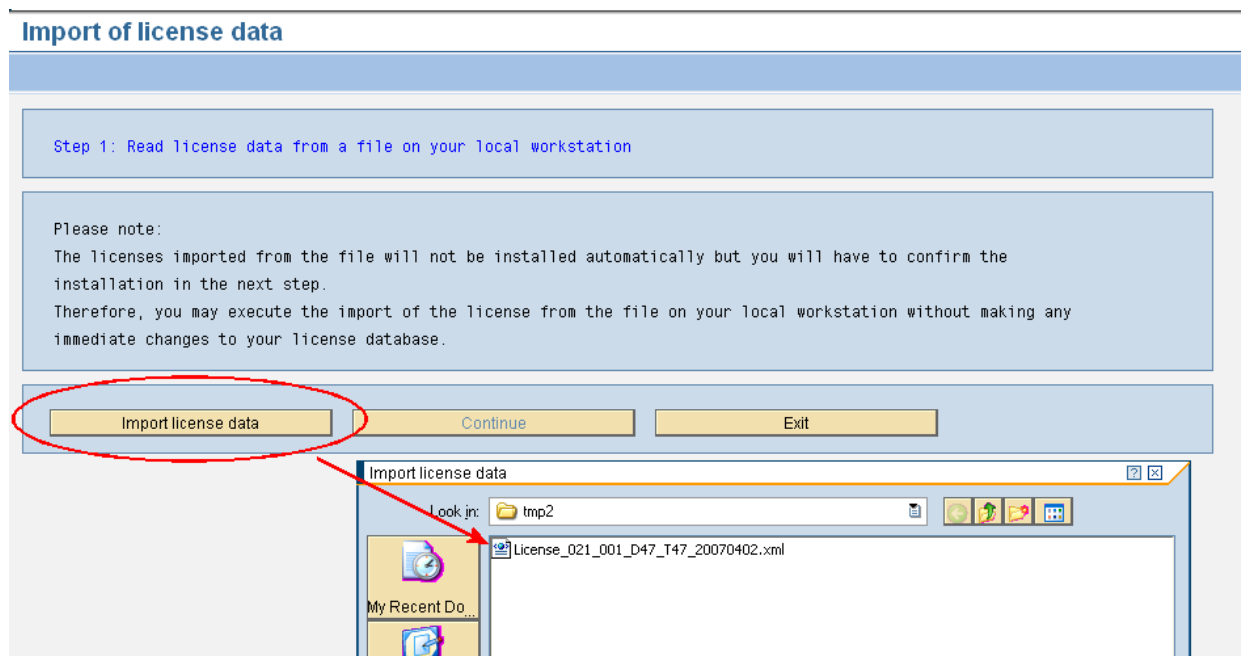 Import of license data
Step 1: Read license data from a file on your local workstation
Please note:
The licenses imported from the file will not be installed automatically but you will have to confirm the
installation in the next step.
Therefore, you may execute the import of the license from the file on your local workstation without making any
immediate changes to your license database.
Import license data Continue Exit
Import license data
Look in: tmp2
License_021_001_D47_T47_20070402.xml
My Recent Do...